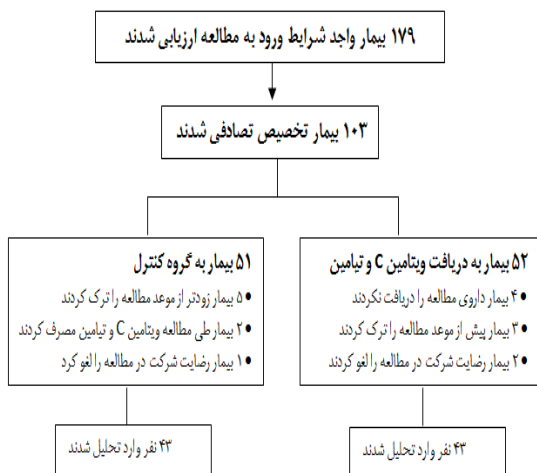 ۱۷۹ بیمار واجد شرایط ورود به مطالعه ارزیابی شدند
۱۰۳ بیمار تخصیص تصادفی شدند
۵۲ بیمار به دریافت ویتامین C و تیامین
● ۴ بیمار داروی مطالعه را دریافت نکردند
● ۳ بیمار پیش از موعد مطالعه را ترک کردند
● ۲ بیمار رضایت شرکت در مطالعه را لغو کردند
۵۱ بیمار به گروه کنترل
● ۵ بیمار زودتر از موعد مطالعه را ترک کردند
● ۲ بیمار طی مطالعه ویتامین C و تیامین مصرف کردند
● ۱ بیمار رضایت شرکت در مطالعه را لغو کرد
۴۳ نفر وارد تحلیل شدند
۴۳ نفر وارد تحلیل شدند